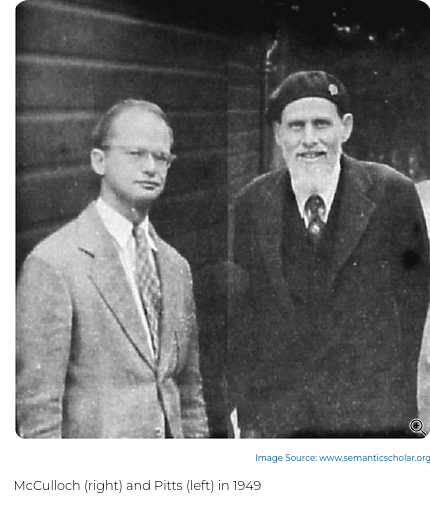 Image Source: www.semanticscholar.org
McCulloch (right) and Pitts (left) in 1949